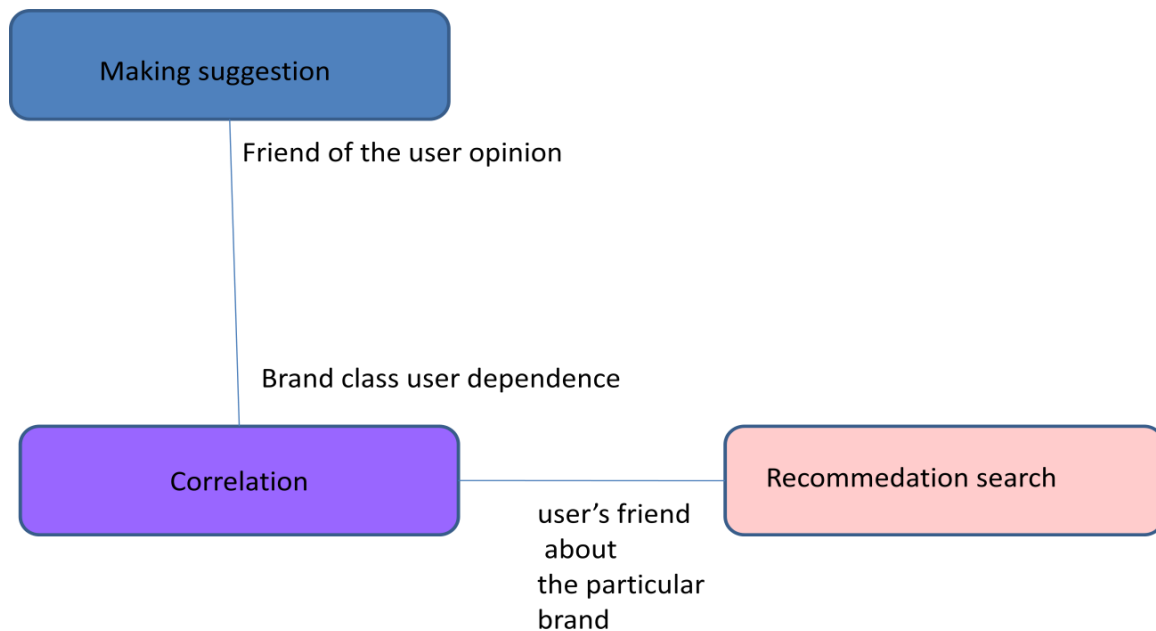 Making suggestion
Friend of the user opinion
Brand class user dependence
Correlation
Recommedation search
user’s friend
about
the particular
brand